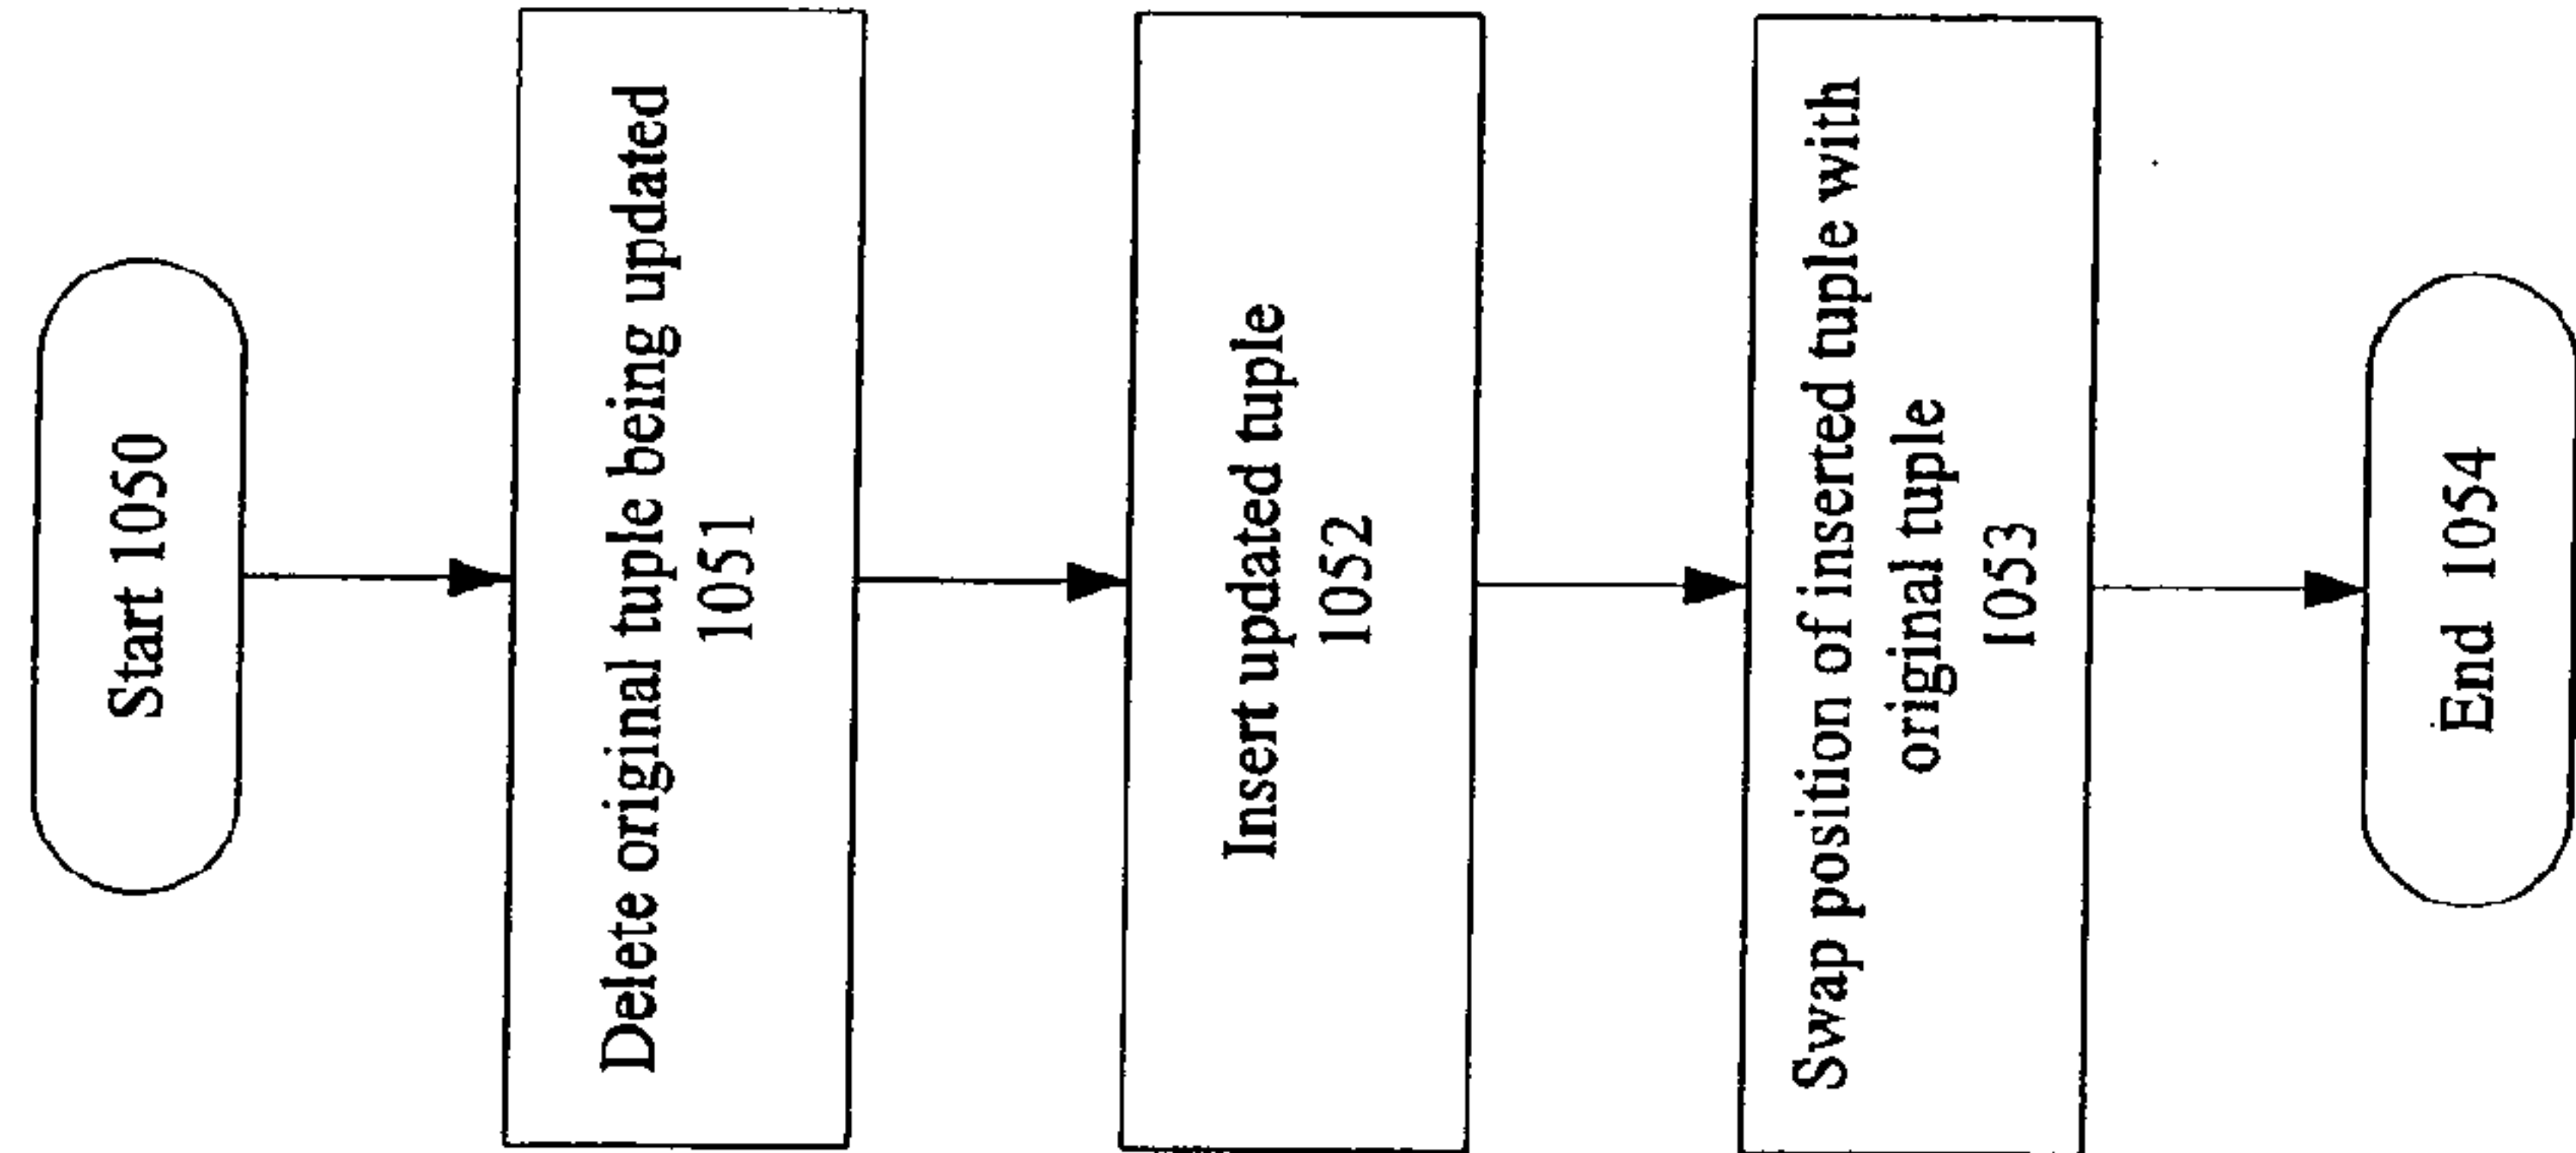 Start 1050
Delete original tuple being updated
1051
Insert updated tuple
1052
Swap position of inserted tuple with
original tuple
1053
End 1054